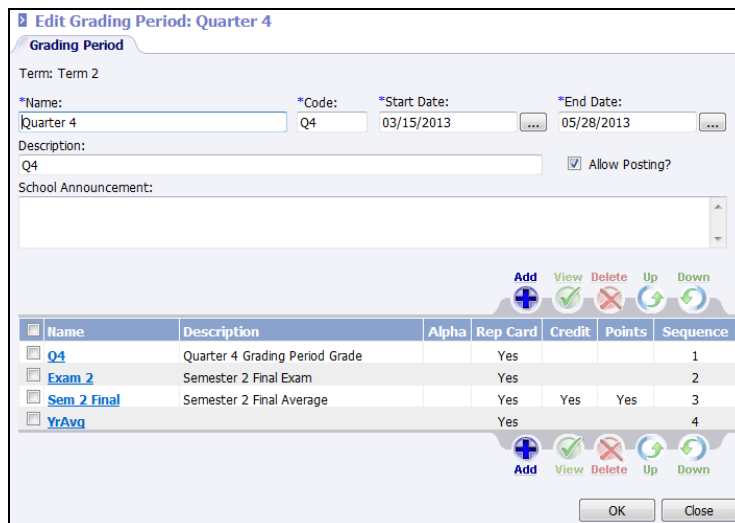 Edit Grading Period: Quarter 4
Grading Period
Term: Term 2
*Name: *Code: *Start Date: *End Date:
Quarter 4 Q4 03/15/2013 ... 05/28/2013 ...
Description:
Q4 Allow Posting?
School Announcement:
Add View Delete Up Down
Name Description Alpha Rep Card Credit Points Sequence
Q4 Quarter 4 Grading Period Grade Yes 1
Exam 2 Semester 2 Final Exam Yes 2
Sem 2 Final Semester 2 Final Average Yes Yes Yes 3
YrAvg Yes 4
Add View Delete Up Down
OK Close